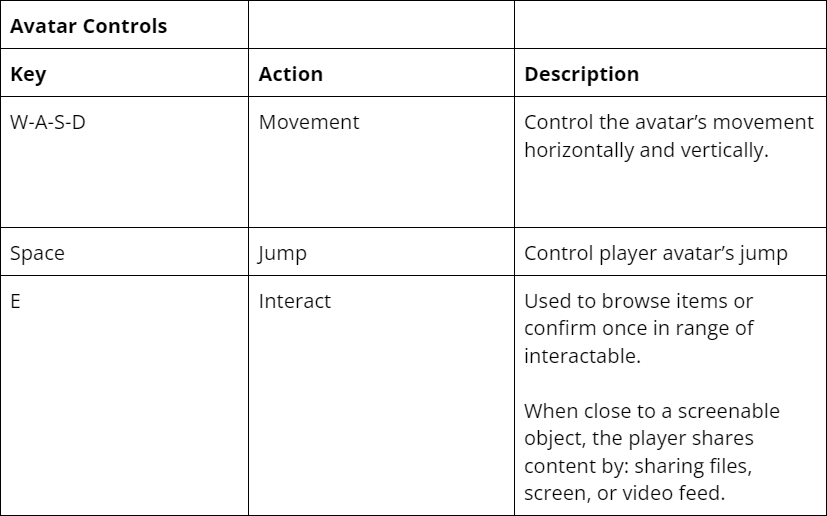 Avatar Controls
Key Action Description
W-A-S-D Movement Control the avatar’s movement
horizontally and vertically.
Space Jump Control player avatar’s jump
E Interact Used to browse items or
confirm once in range of
interactable.
When close to a screenable
object, the player shares
content by: sharing files,
screen, or video feed.